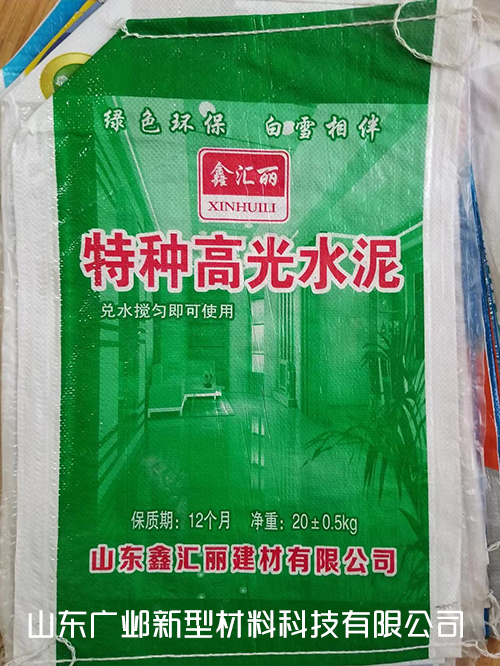 绿色环保 白雪相伴
鑫汇丽
XINHUILI
特种高光水泥
兑水搅匀即可使用
保质期：12个月 净重：20±0.5kg
山东鑫汇丽建材有限公司
山东广邺新型材料科技有限公司